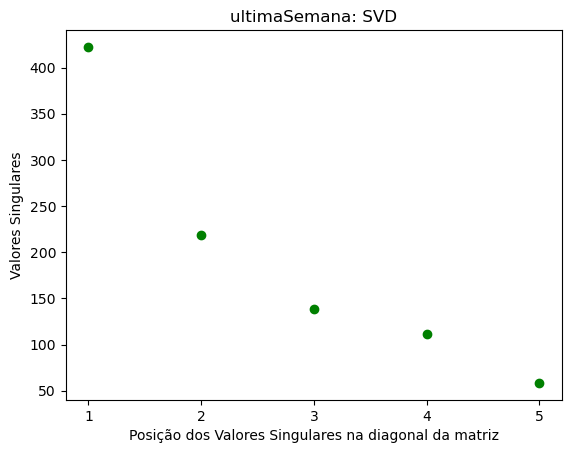 ultimaSemana: SVD
400
350
300
250
200
150
100
50
Valores Singulares
1 2 3 4 5
Posição dos Valores Singulares na diagonal da matriz